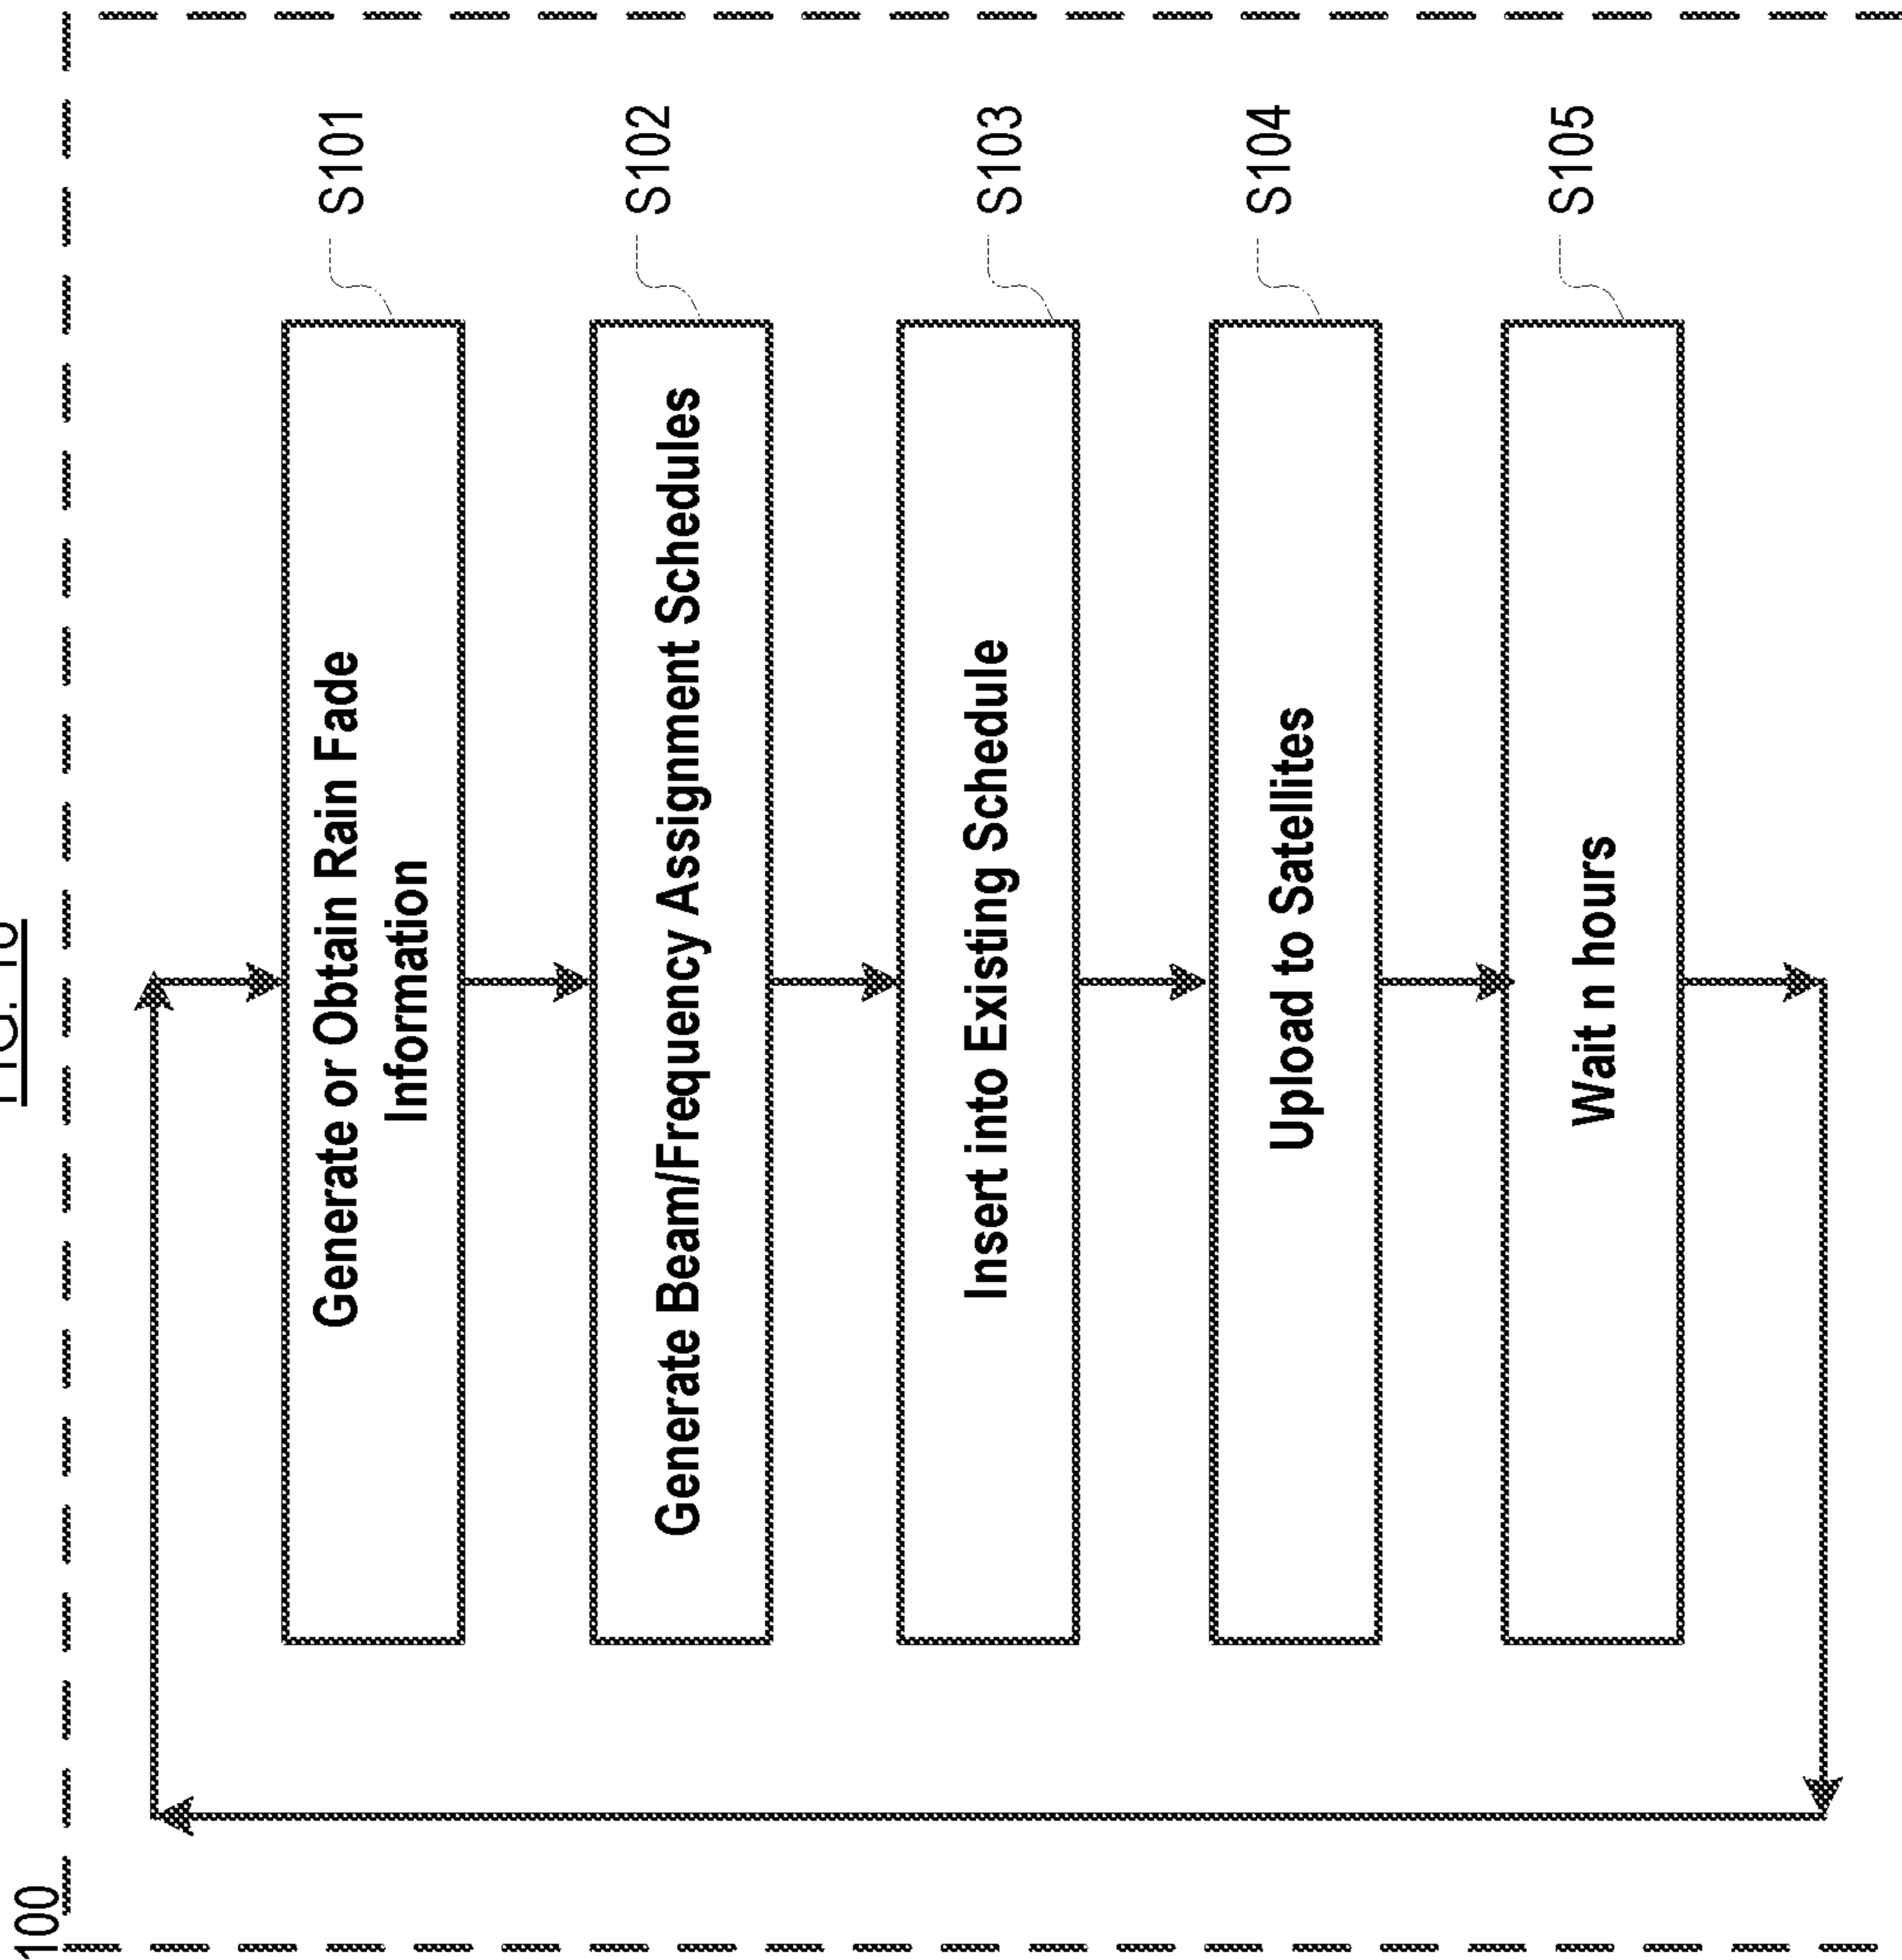 100
Generate or Obtain Rain Fade
Information
S101
Generate Beam/Frequency Assignment Schedules
S102
Insert into Existing Schedule
S103
Upload to Satellites
S104
Wait n hours
S105